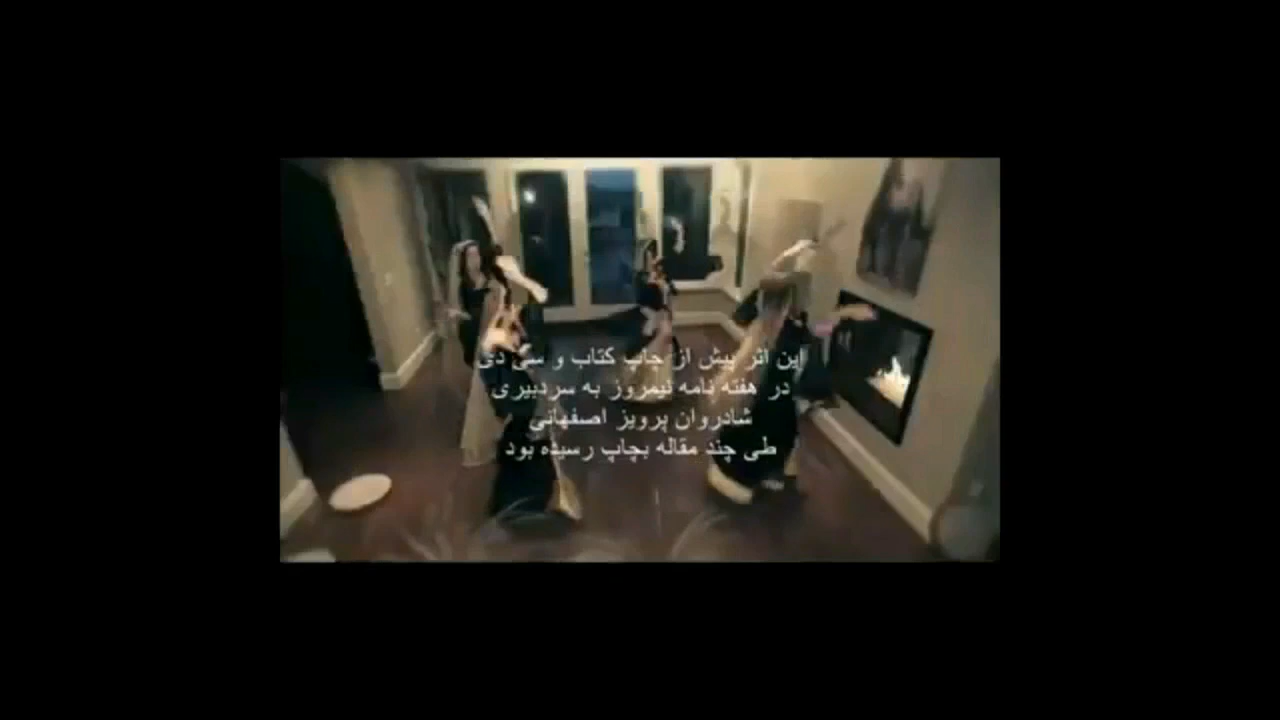 این اثر پیش از چاپ کتاب و سی دی
در هفته نامه نیمروز به سردبیری
شادروان پرویز اصفهانی
طی چند مقاله بچاپ رسیده بود